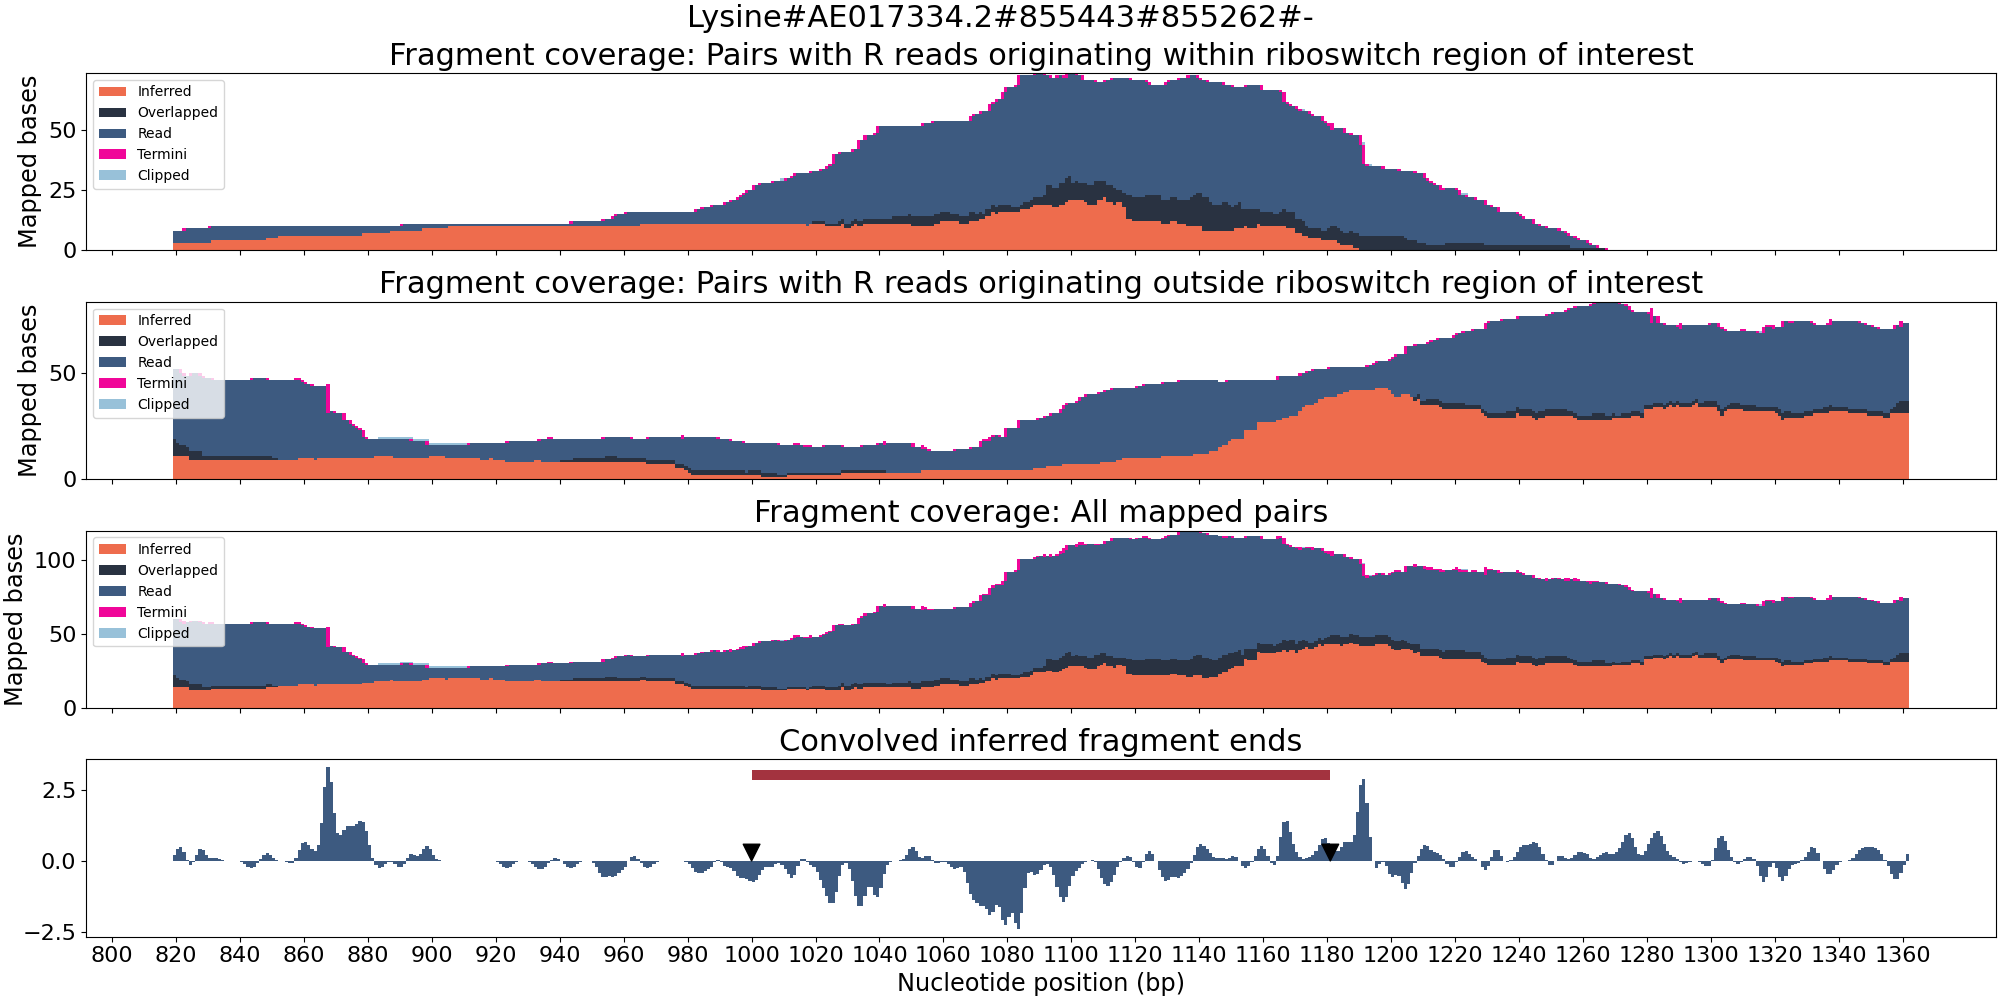 Lysine#AE017334.2#855443#855262#-
Fragment coverage: Pairs with R reads originating within riboswitch region of interest
Mapped bases
50
25
0
Inferred
Overlapped
Read
Termini
Clipped
Fragment coverage: Pairs with R reads originating outside riboswitch region of interest
Mapped bases
50
0
Inferred
Overlapped
Read
Termini
Clipped
Fragment coverage: All mapped pairs
Mapped bases
100
50
0
Inferred
Overlapped
Read
Termini
Clipped
Convolved inferred fragment ends
2.5
0.0
−2.5
800 820 840 860 880 900 920 940 960 980 1000 1020 1040 1060 1080 1100 1120 1140 1160 1180 1200 1220 1240 1260 1280 1300 1320 1340 1360
Nucleotide position (bp)